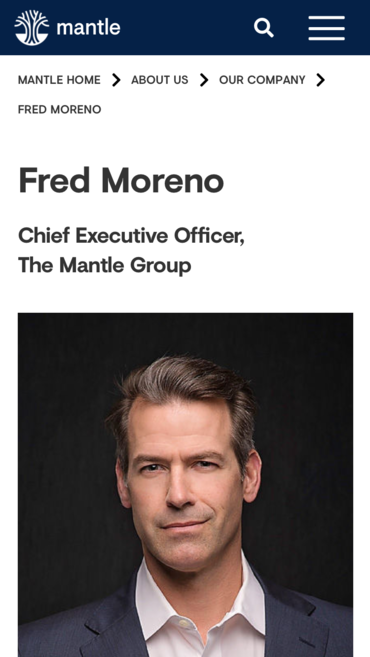 mantle
MANTLE HOME > ABOUT US > OUR COMPANY >
FRED MORENO
Fred Moreno
Chief Executive Officer,
The Mantle Group